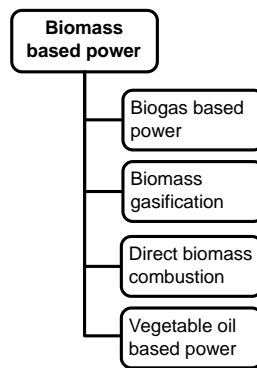 Biomass
based power
Biogas based
power
Biomass
gasification
Direct biomass
combustion
Vegetable oil
based power